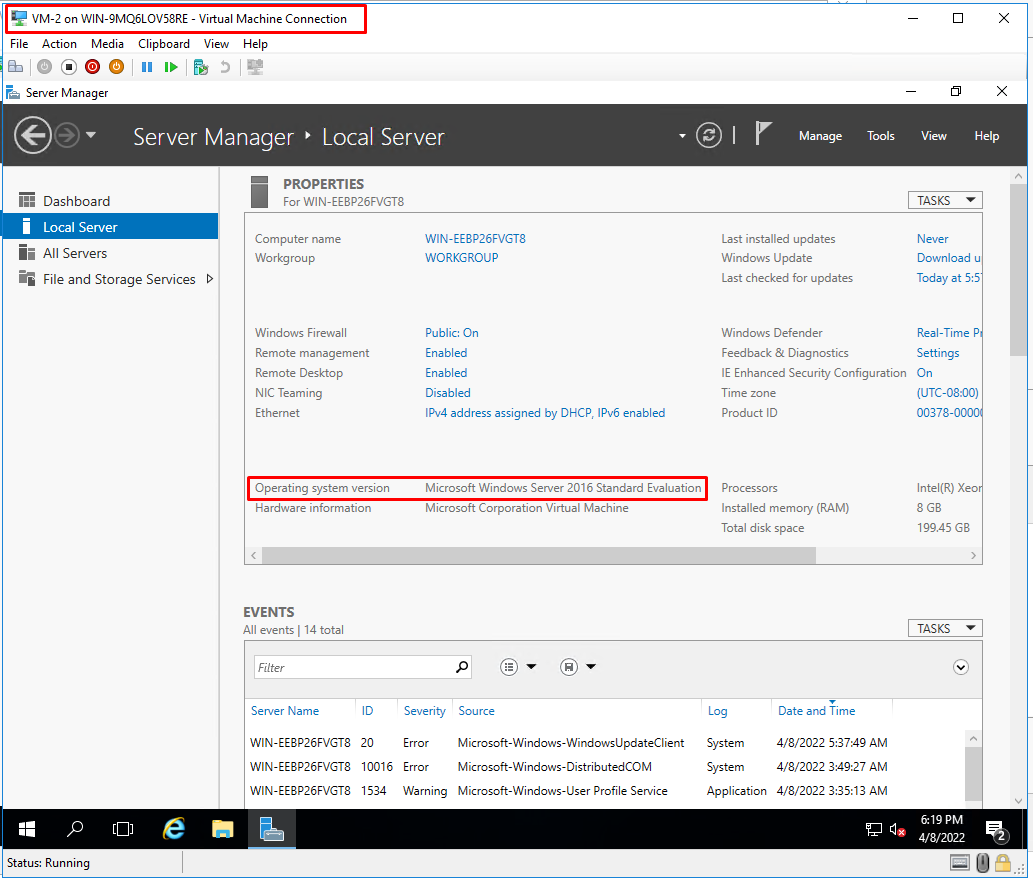 VM-2 on WIN-9MQ6LOV58RE - Virtual Machine Connection
File Action Media Clipboard View Help
Server Manager
Server Manager ‣ Local Server
Manage Tools View Help
Dashboard
Local Server
All Servers
File and Storage Services
PROPERTIES
For WIN-EEBP26FVGT8
TASKS
Computer name WIN-EEBP26FVGT8 Last installed updates Never
Workgroup WORKGROUP Windows Update Download u
Last checked for updates Today at 5:5
Windows Firewall Public: On Windows Defender Real-Time Pr
Remote management Enabled Feedback & Diagnostics Settings
Remote Desktop Enabled IE Enhanced Security Configuration On
NIC Teaming Disabled Time zone (UTC-08:00)
Ethernet IPv4 address assigned by DHCP, IPv6 enabled Product ID 00378-0000
Operating system version Microsoft Windows Server 2016 Standard Evaluation Processors Intel(R) Xeor
Hardware information Microsoft Corporation Virtual Machine Installed memory (RAM) 8 GB
Total disk space 199.45 GB
EVENTS
All events | 14 total
TASKS
Filter
Server Name ID Severity Source Log Date and Time
WIN-EEBP26FVGT8 20 Error Microsoft-Windows-WindowsUpdateClient System 4/8/2022 5:37:49 AM
WIN-EEBP26FVGT8 10016 Error Microsoft-Windows-DistributedCOM System 4/8/2022 3:49:27 AM
WIN-EEBP26FVGT8 1534 Warning Microsoft-Windows-User Profile Service Application 4/8/2022 3:35:13 AM
6:19 PM
4/8/2022
2
Status: Running